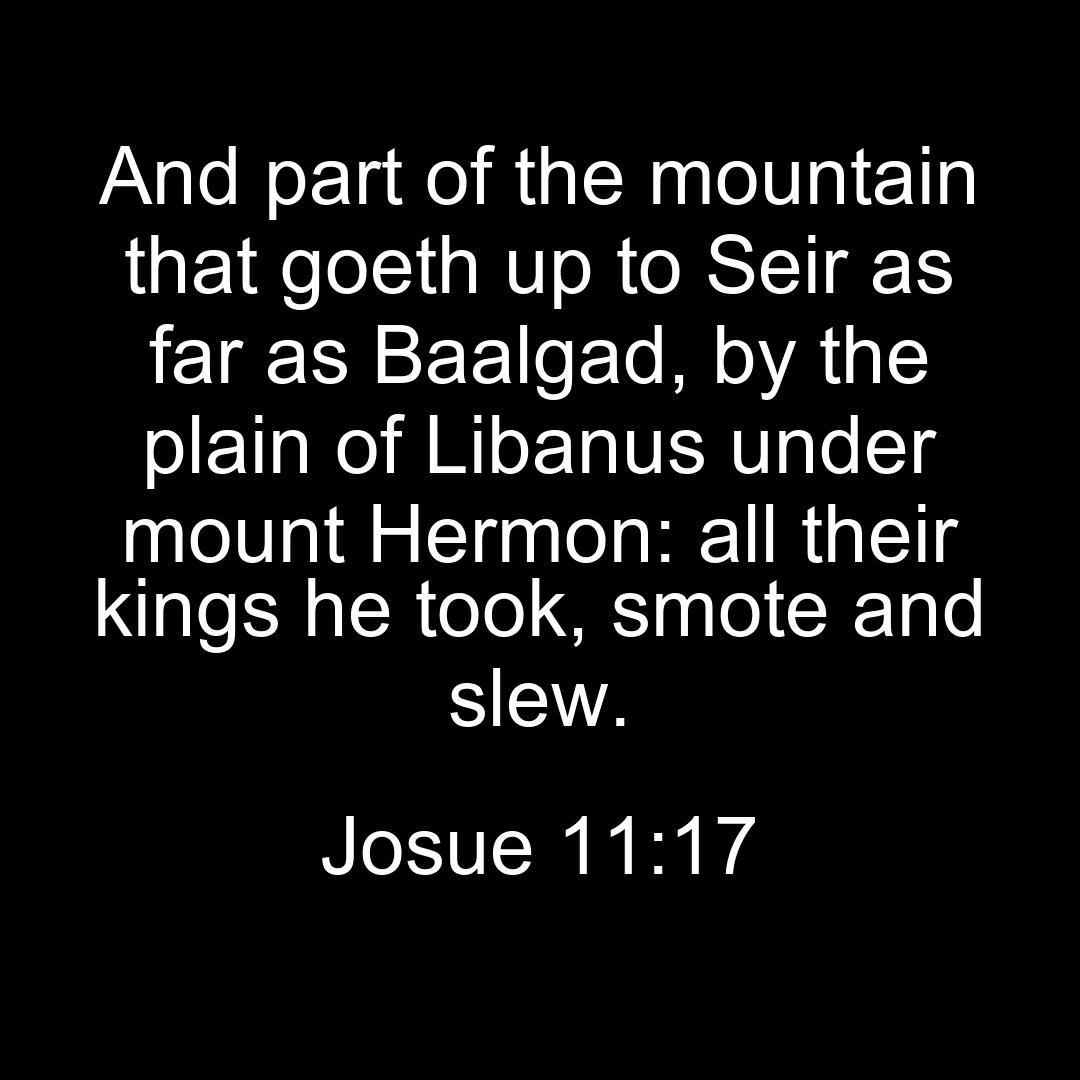 And part of the mountain
that goeth up to Seir as
far as Baalgad, by the
plain of Libanus under
mount Hermon: all their
kings he took, smote and
slew.
Josue 11:17